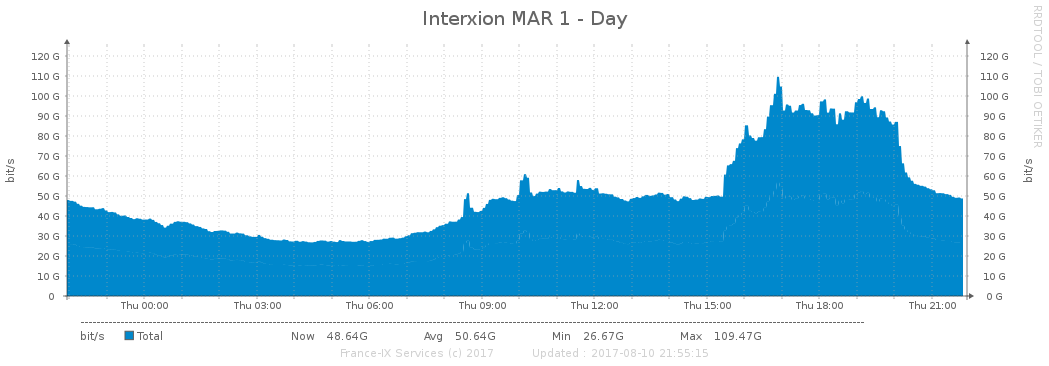 Interxion MAR 1 - Day
RRDTOOL / TOBI OETIKER
bit/s
120 G
110 G
100 G
90 G
80 G
70 G
60 G
50 G
40 G
30 G
20 G
10 G
0
120 G
110 G
100 G
90 G
80 G
70 G
60 G
50 G
40 G
30 G
20 G
10 G
0 G
bit/s
Thu 00:00 Thu 03:00 Thu 06:00 Thu 09:00 Thu 12:00 Thu 15:00 Thu 18:00 Thu 21:00
bit/s Total Now 48.64G Avg 50.64G Min 26.67G Max 109.47G
France-IX Services (c) 2017 Updated : 2017-08-10 21:55:15